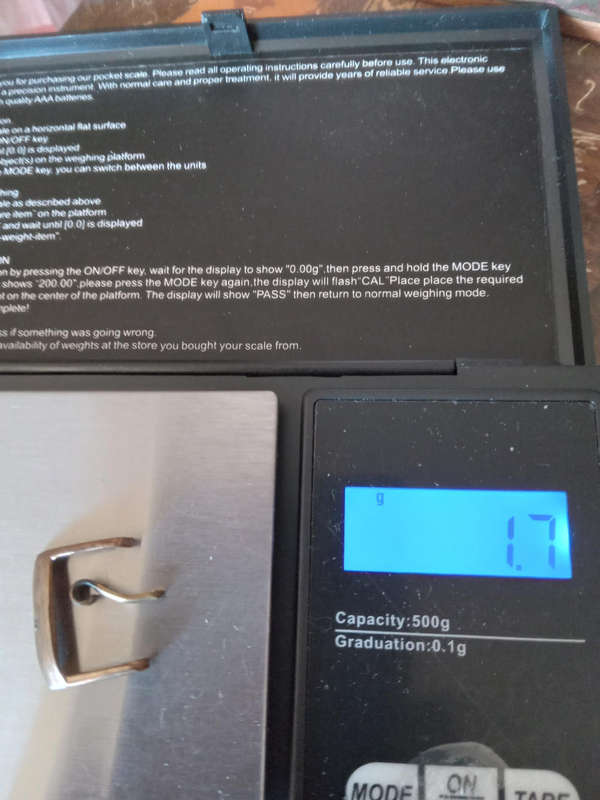 for purchasing our pocket scale. Please read all operating instructions carefully before use. This electronic
a precision instrument. With normal care and proper treatment, it will provide years of reliable service.Please use
quality AAA batteries.
on a horizontal flat surface
ON/OFF key
[0.0] is displayed
object(s) on the weighing platform
MODE key, you can switch between the units
as described above
item" on the platform
and wait until [0.0] is displayed
-weight-item".
by pressing the ON/OFF key, wait for the display to show "0.00g",then press and hold the MODE key
shows "200.00",please press the MODE key again,the display will flash"CAL"Place place the required
on the center of the platform. The display will show "PASS" then return to normal weighing mode.
if something was going wrong.
availability of weights at the store you bought your scale from.
g
1.7
Capacity:500g
Graduation:0.1g
MODE
ON
TARE